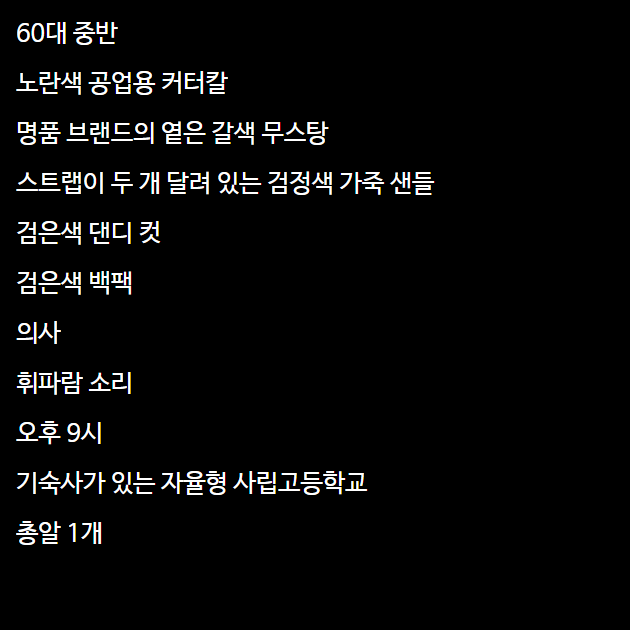 60대 중반
노란색 공업용 커터칼
명품 브랜드의 옅은 갈색 무스탕
스트랩이 두 개 달려 있는 검정색 가죽 샌들
검은색 댄디 컷
검은색 백팩
의사
휘파람 소리
오후 9시
기숙사가 있는 자율형 사립고등학교
총알 1개